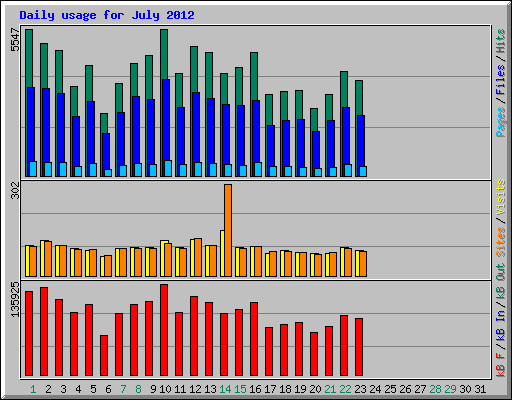 Daily usage for July 2012
5547
Pages / Files / Hits
302
Sites / Visits
135925
kB F / kB In / kB Out
1 2 3 4 5 6 7 8 9 10 11 12 13 14 15 16 17 18 19 20 21 22 23 24 25 26 27 28 29 30 31